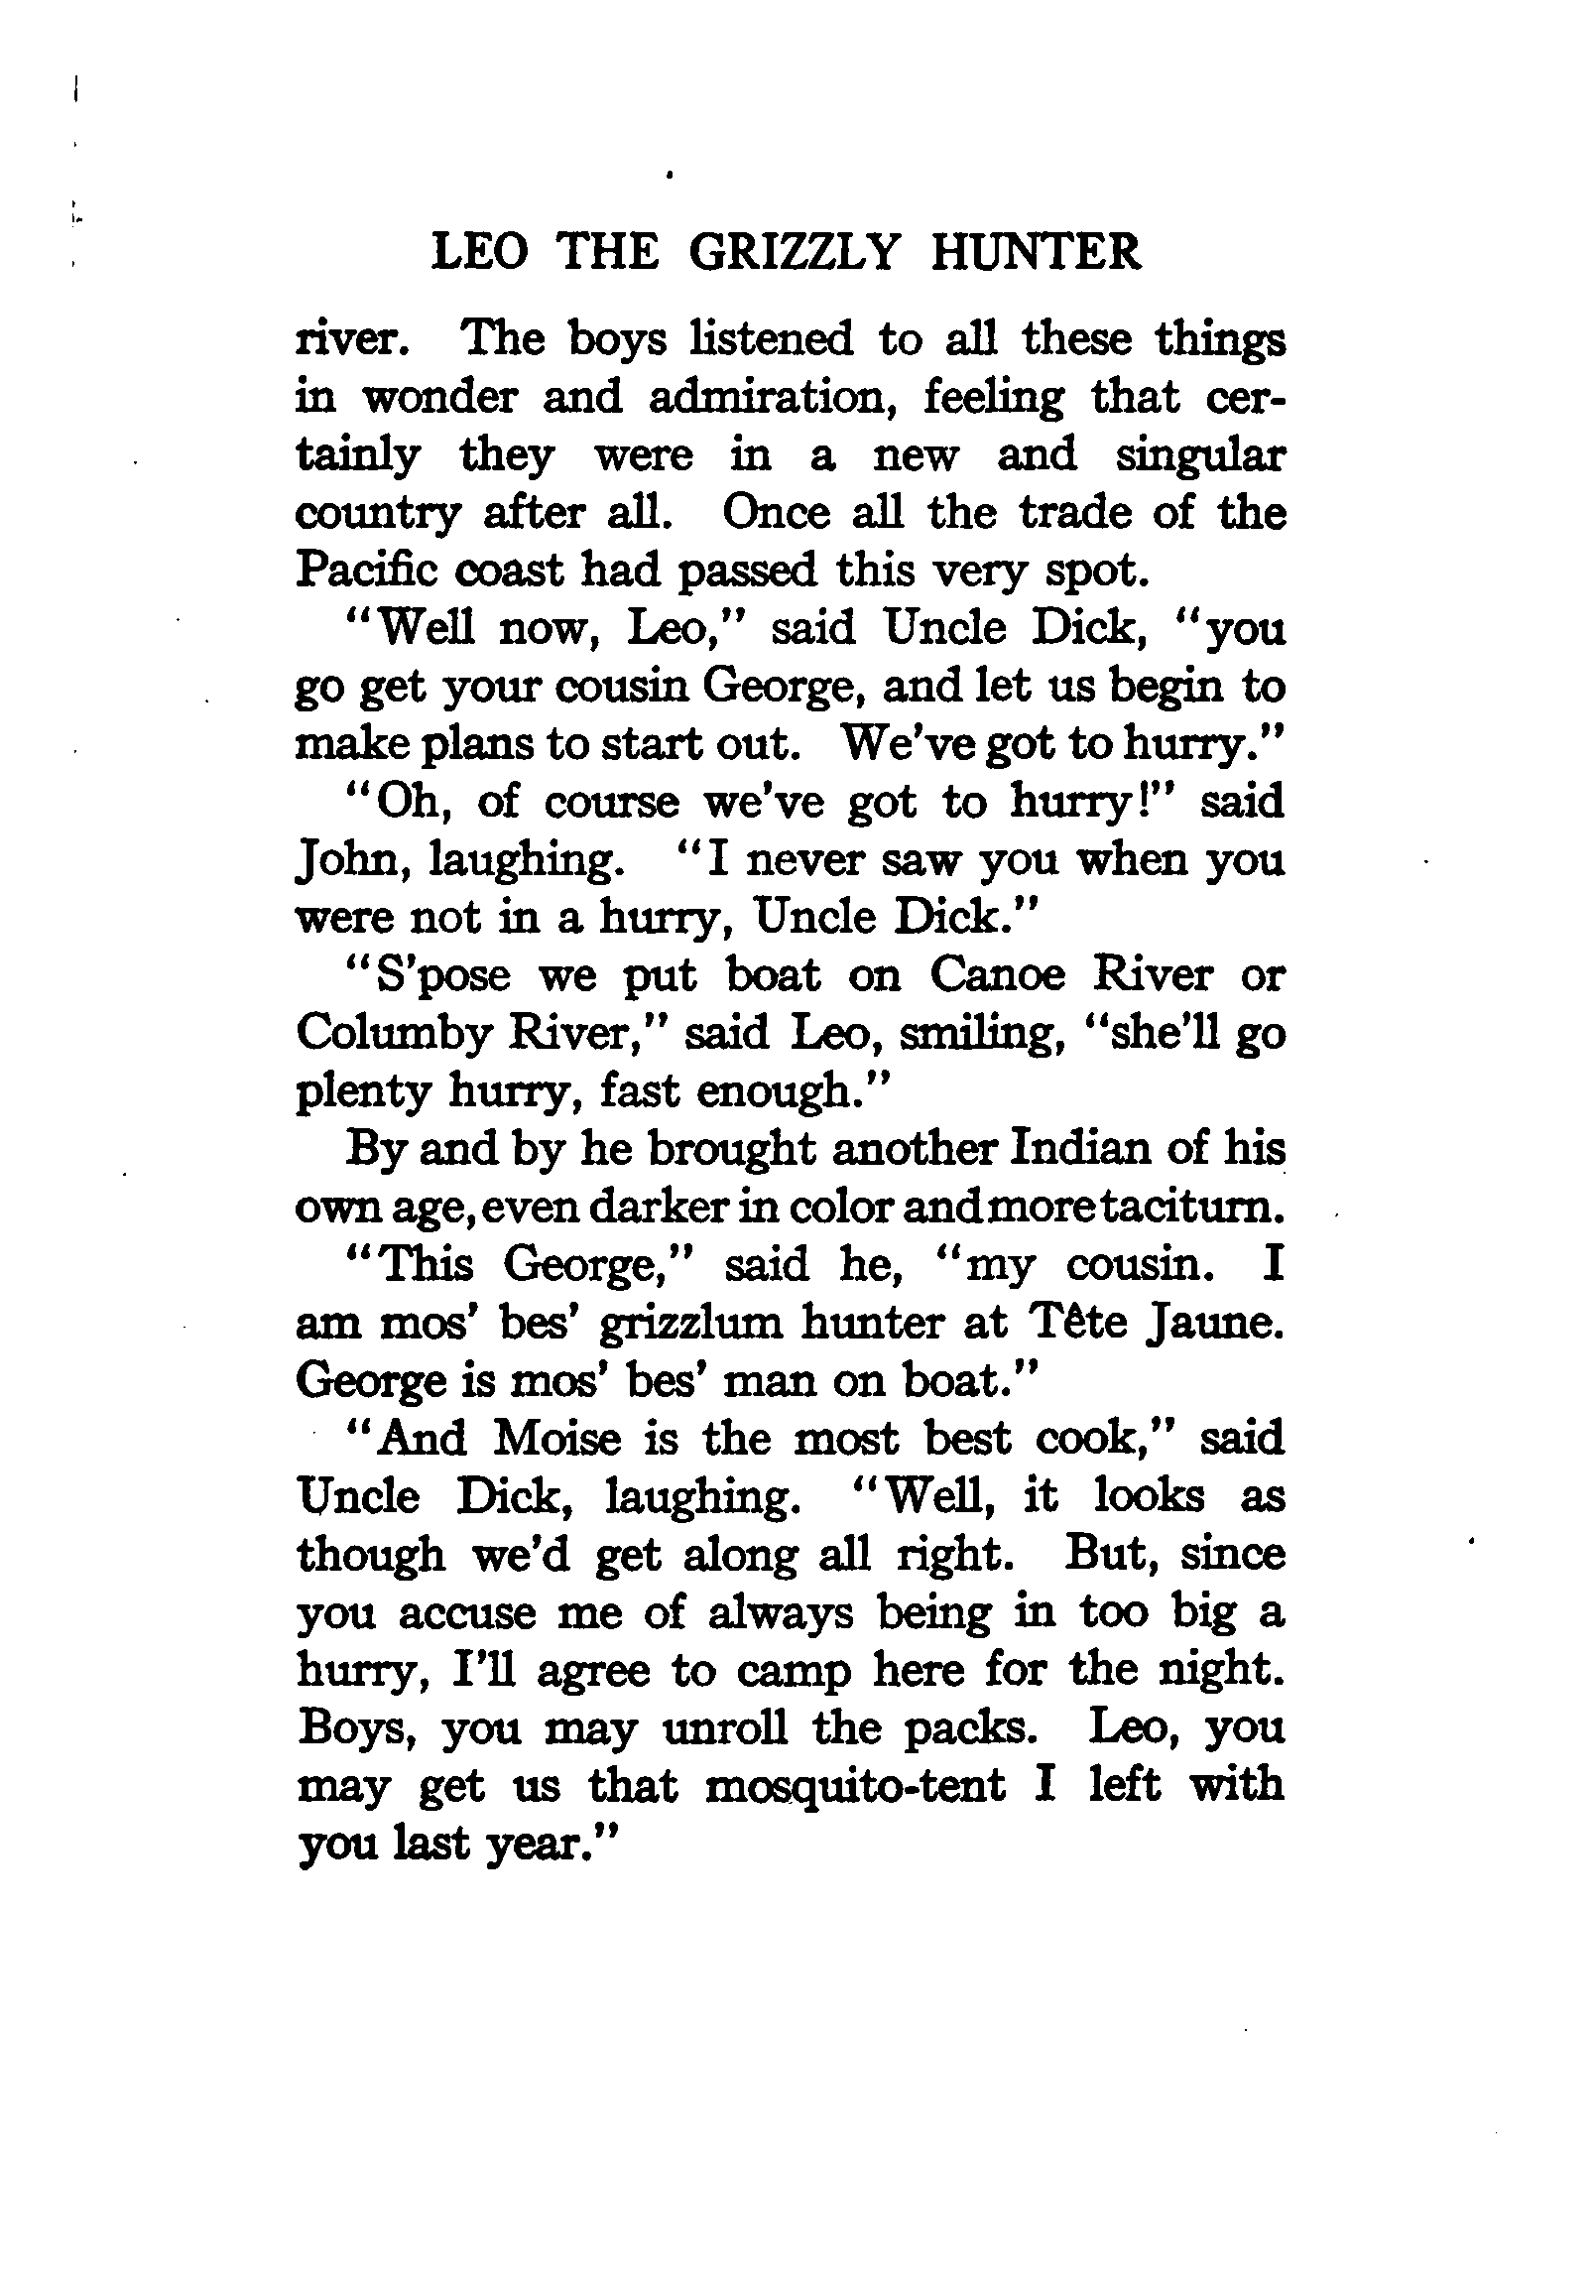 LEO THE GRIZZLY HUNTER
river. The boys listened to all these things
in wonder and admiration, feeling that cer-
tainly they were in a new and singular
country after all. Once all the trade of the
Pacific coast had passed this very spot.
"Well now, Leo," said Uncle Dick, "you
go get your cousin George, and let us begin to
make plans to start out. We've got to hurry."
"Oh, of course we've got to hurry!" said
John, laughing. "I never saw you when you
were not in a hurry, Uncle Dick."
"S'pose we put boat on Canoe River or
Columby River," said Leo, smiling, "she'll go
plenty hurry, fast enough."
By and by he brought another Indian of his
own age, even darker in color and more taciturn.
"This George," said he, "my cousin. I
am mos' bes' grizzlum hunter at Tête Jaune.
George is mos' bes' man on boat."
"And Moise is the most best cook," said
Uncle Dick, laughing. "Well, it looks as
though we'd get along all right. But, since
you accuse me of always being in too big a
hurry, I'll agree to camp here for the night.
Boys, you may unroll the packs. Leo, you
may get us that mosquito-tent I left with
you last year."